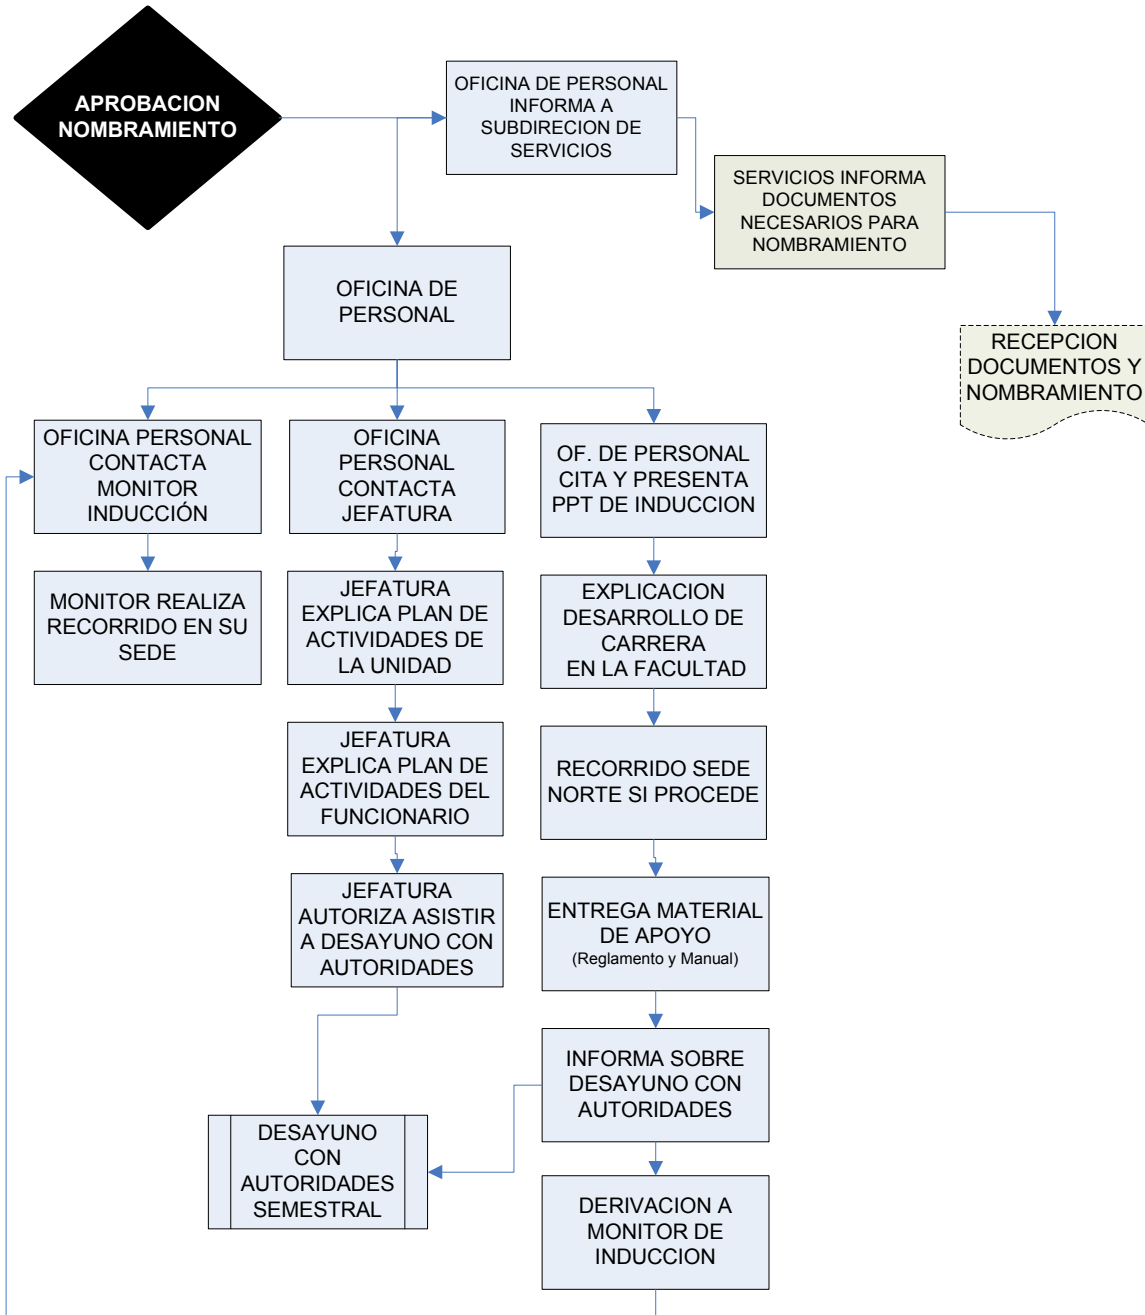 APROBACION
NOMBRAMIENTO
OFICINA DE PERSONAL
INFORMA A
SUBDIRECION DE
SERVICIOS
SERVICIOS INFORMA
DOCUMENTOS
NECESARIOS PARA
NOMBRAMIENTO
RECEPCION
DOCUMENTOS Y
NOMBRAMIENTO
OFICINA DE
PERSONAL
OFICINA PERSONAL
CONTACTA
MONITOR
INDUCCIÓN
MONITOR REALIZA
RECORRIDO EN SU
SEDE
OFICINA
PERSONAL
CONTACTA
JEFATURA
JEFATURA
EXPLICA PLAN DE
ACTIVIDADES DE
LA UNIDAD
JEFATURA
EXPLICA PLAN DE
ACTIVIDADES DEL
FUNCIONARIO
JEFATURA
AUTORIZA ASISTIR
A DESAYUNO CON
AUTORIDADES
OF. DE PERSONAL
CITA Y PRESENTA
PPT DE INDUCCION
EXPLICACION
DESARROLLO DE
CARRERA
EN LA FACULTAD
RECORRIDO SEDE
NORTE SI PROCEDE
ENTREGA MATERIAL
DE APOYO
(Reglamento y Manual)
INFORMA SOBRE
DESAYUNO CON
AUTORIDADES
DESAYUNO
CON
AUTORIDADES
SEMESTRAL
DERIVACION A
MONITOR DE
INDUCCION